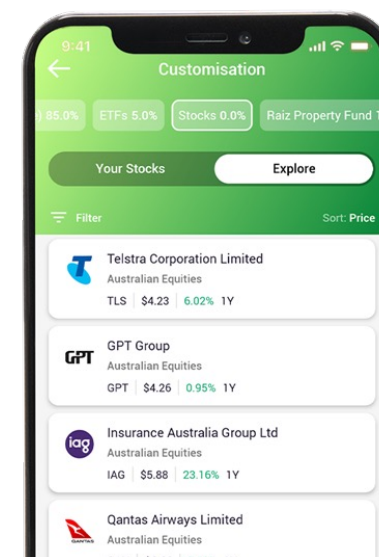 9:41
Customisation
85.0%
ETFs 5.0%
Stocks 0.0%
Raiz Property Fund
Your Stocks
Explore
Filter
Sort: Price
Telstra Corporation Limited
Australian Equities
TLS $4.23 6.02% 1Y
GPT
GPT Group
Australian Equities
GPT $4.26 0.95% 1Y
iag
Insurance Australia Group Ltd
Australian Equities
IAG $5.88 23.16% 1Y
QANTAS
Qantas Airways Limited
Australian Equities